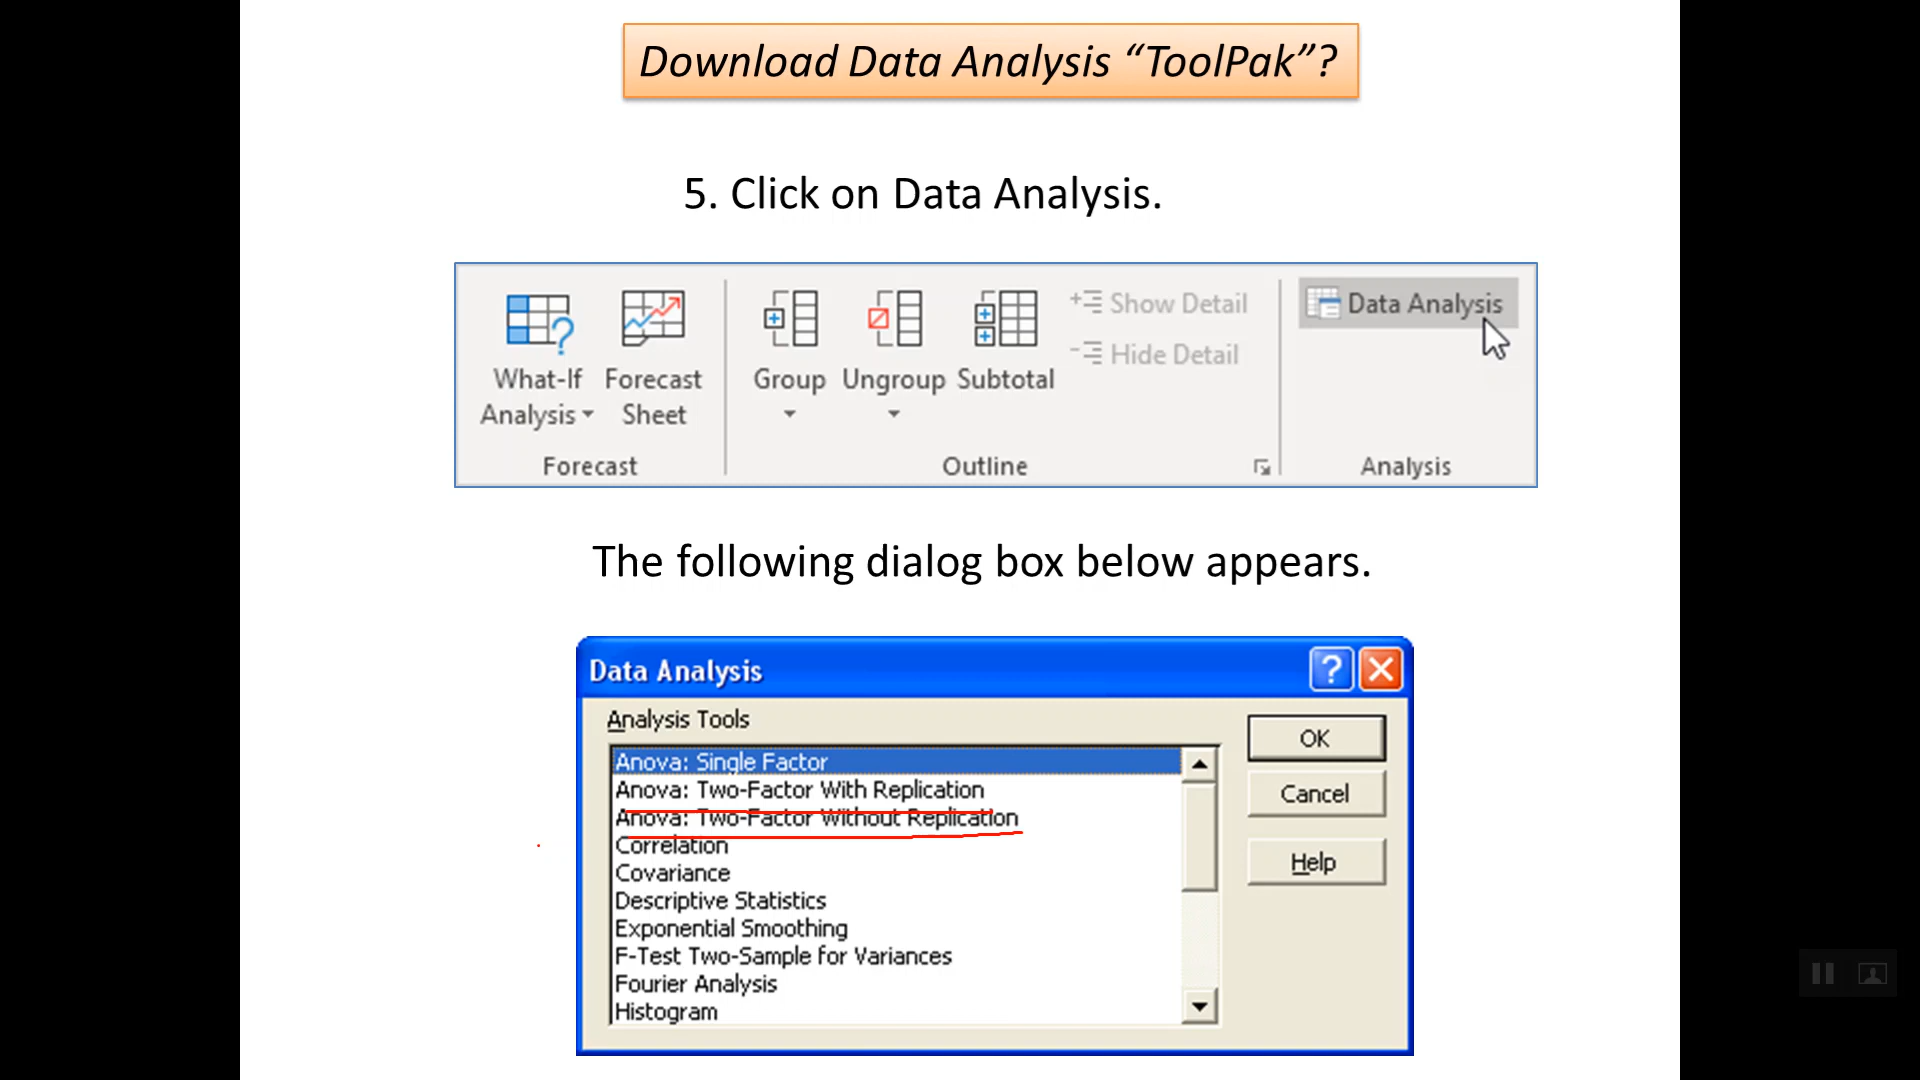 Download Data Analysis “ToolPak”?
5. Click on Data Analysis.
What-If
Analysis
Forecast
Sheet
Forecast
Group
Ungroup
Subtotal
Show Detail
Hide Detail
Outline
Data Analysis
Analysis
The following dialog box below appears.
Data Analysis
Analysis Tools
Anova: Single Factor
Anova: Two-Factor With Replication
Anova: Two-Factor Without Replication
Correlation
Covariance
Descriptive Statistics
Exponential Smoothing
F-Test Two-Sample for Variances
Fourier Analysis
Histogram
OK
Cancel
Help